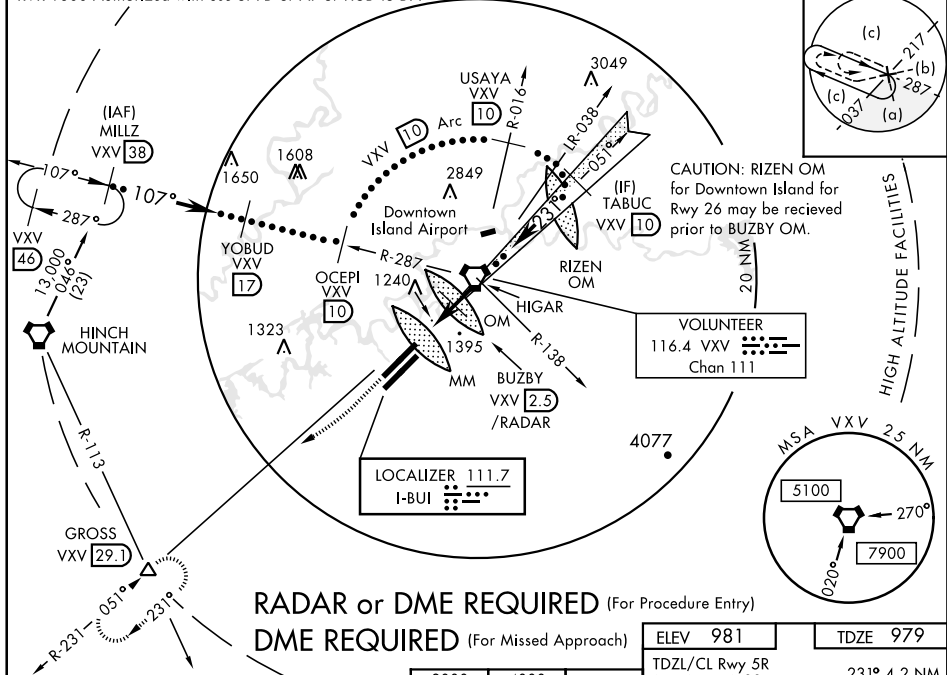 (c)
217
(b)
287
(c)
037
(a)
3049
USAYA
VXV 10
R-016
LR-038
051°
(IAF)
MILLZ
VXV 38
VXV 10 Arc
1608
1650
2849
107°
107°
287°
231°
(IF)
TABUC
VXV 10
CAUTION: RIZEN OM
for Downtown Island for
Rwy 26 may be recieved
prior to BUZBY OM.
Downtown
Island Airport
VXV
46
YOBUD
VXV
17
R-287
OCEPI
VXV
10
1240
RIZEN
OM
20 NM
13,000
046°
(23)
HIGAR
OM
HINCH
MOUNTAIN
1323
1395
R-138
VOLUNTEER
116.4 VXV
Chan 111
HIGH ALTITUDE FACILITIES
MM
BUZBY
VXV 2.5
/RADAR
R-113
4077
MSA VXV 25 NM
5100
270°
7900
020°
LOCALIZER 111.7
I-BUI
GROSS
VXV 29.1
051°
231°
R-231
RADAR or DME REQUIRED (For Procedure Entry)
DME REQUIRED (For Missed Approach)
ELEV 981
TDZE 979
TDZL/CL Rwy 5R
231° 4.2 NM